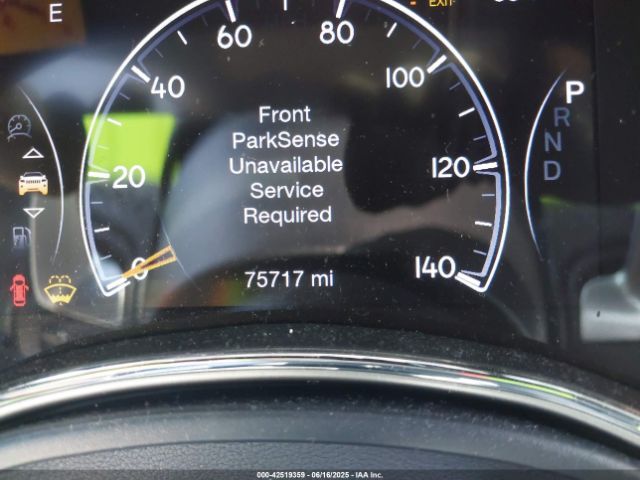 E
EXIT
60 80
40 100
20 120
0 140
Front
ParkSense
Unavailable
Service
Required
75717 mi
P
R
N
D
000-42519359 - 06/16/2025 - IAA Inc.